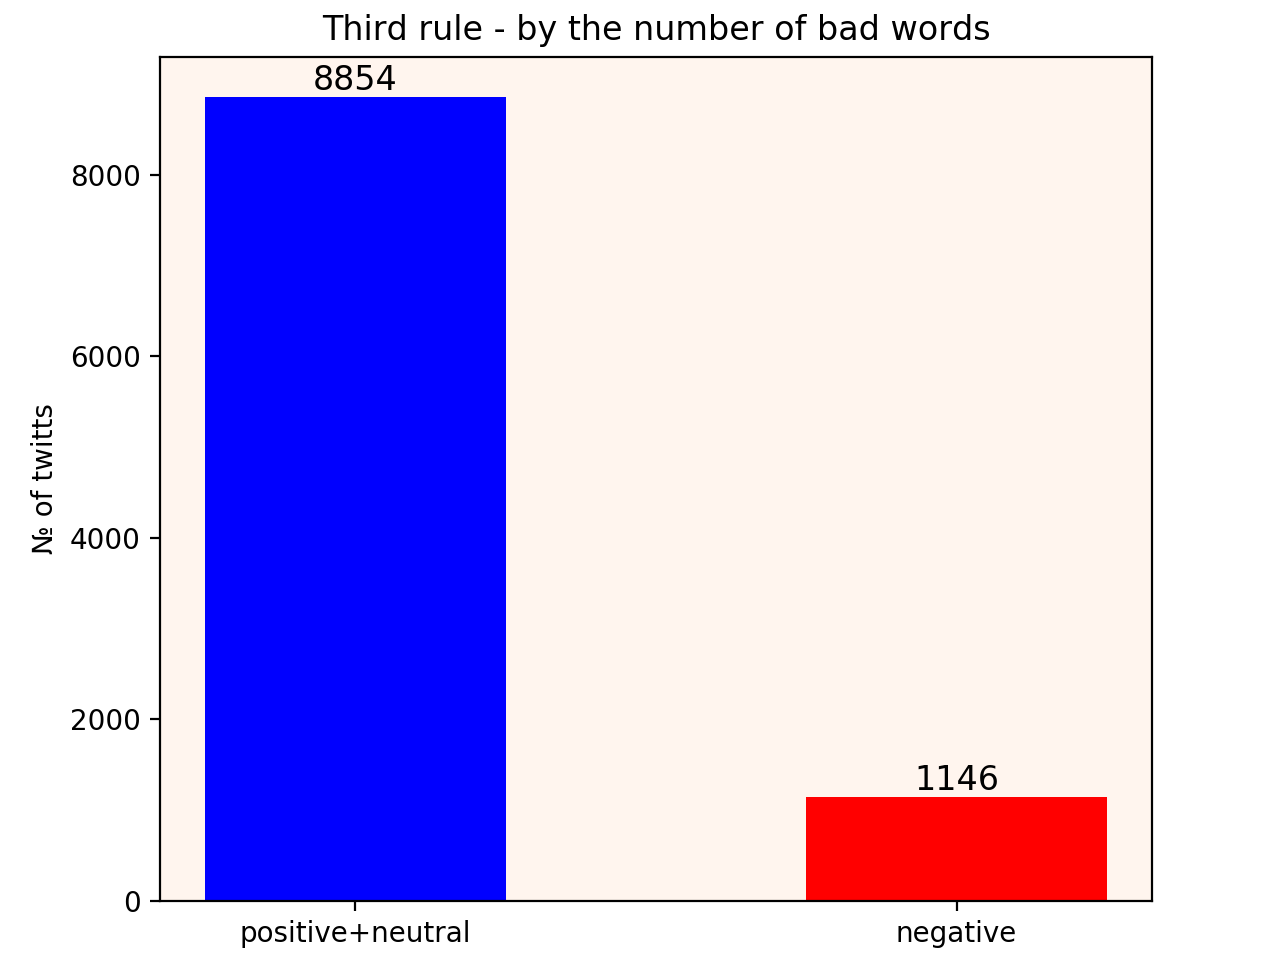 Third rule - by the number of bad words
8854
8000
6000
4000
2000
0
№ of twitts
1146
positive+neutral
negative